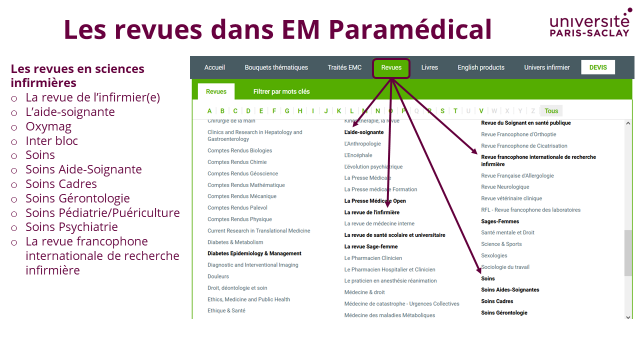 Les revues dans EM Paramédical
université
PARIS-SACLAY
Les revues en sciences
infirmières
o La revue de l'infirmier(e)
o L'aide-soignante
o Oxymag
o Inter bloc
o Soins
o Soins Aide-Soignante
o Soins Cadres
o Soins Gérontologie
o Soins Pédiatrie/Puériculture
o Soins Psychiatrie
o La revue francophone
internationale de recherche
infirmière
Accueil Bouquets thématiques Traités EMC Revues Livres English products Univers infirmier DEVIS
Revues Filtrer par mots clés
A B C D E F G H I J K L M N O P Q R S T U V W X Y Z Tous
Chirurgie de la main
Clinics and Research in Hepatology and
Gastroenterology
Comptes Rendus Biologies
Comptes Rendus Chimie
Comptes Rendus Géoscience
Comptes Rendus Mathématique
Comptes Rendus Mécanique
Comptes Rendus Palevol
Comptes Rendus Physique
Current Research in Translational Medicine
Diabetes & Metabolism
Diabetes Epidemiology & Management
Diagnostic and Interventional Imaging
Douleurs
Droit, déontologie et soin
Ethics, Medicine and Public Health
Ethique & Santé
Kinésithérapie, la revue
L'aide-soignante
L'Anthropologie
L'Encéphale
L'évolution psychiatrique
La Presse Médicale
La Presse médicale Formation
La Presse Médicale Open
La revue de l'infirmière
La revue de médecine interne
La revue de santé scolaire et universitaire
La revue Sage-femme
Le Pharmacien Clinicien
Le Pharmacien Hospitalier et Clinicien
Le praticien en anesthésie réanimation
Médecine & droit
Médecine de catastrophe - Urgences Collectives
Médecine des maladies Métaboliques
Revue du Soignant en santé publique
Revue Francophone d'Orthoptie
Revue Francophone de Cicatrisation
Revue francophone internationale de recherche
infirmière
Revue Française d'Allergologie
Revue Neurologique
Revue vétérinaire clinique
RFL - Revue francophone des laboratoires
Sages-Femmes
Santé mentale et Droit
Science & Sports
Sexologies
Sociologie du travail
Soins
Soins Aides-Soignantes
Soins Cadres
Soins Gérontologie